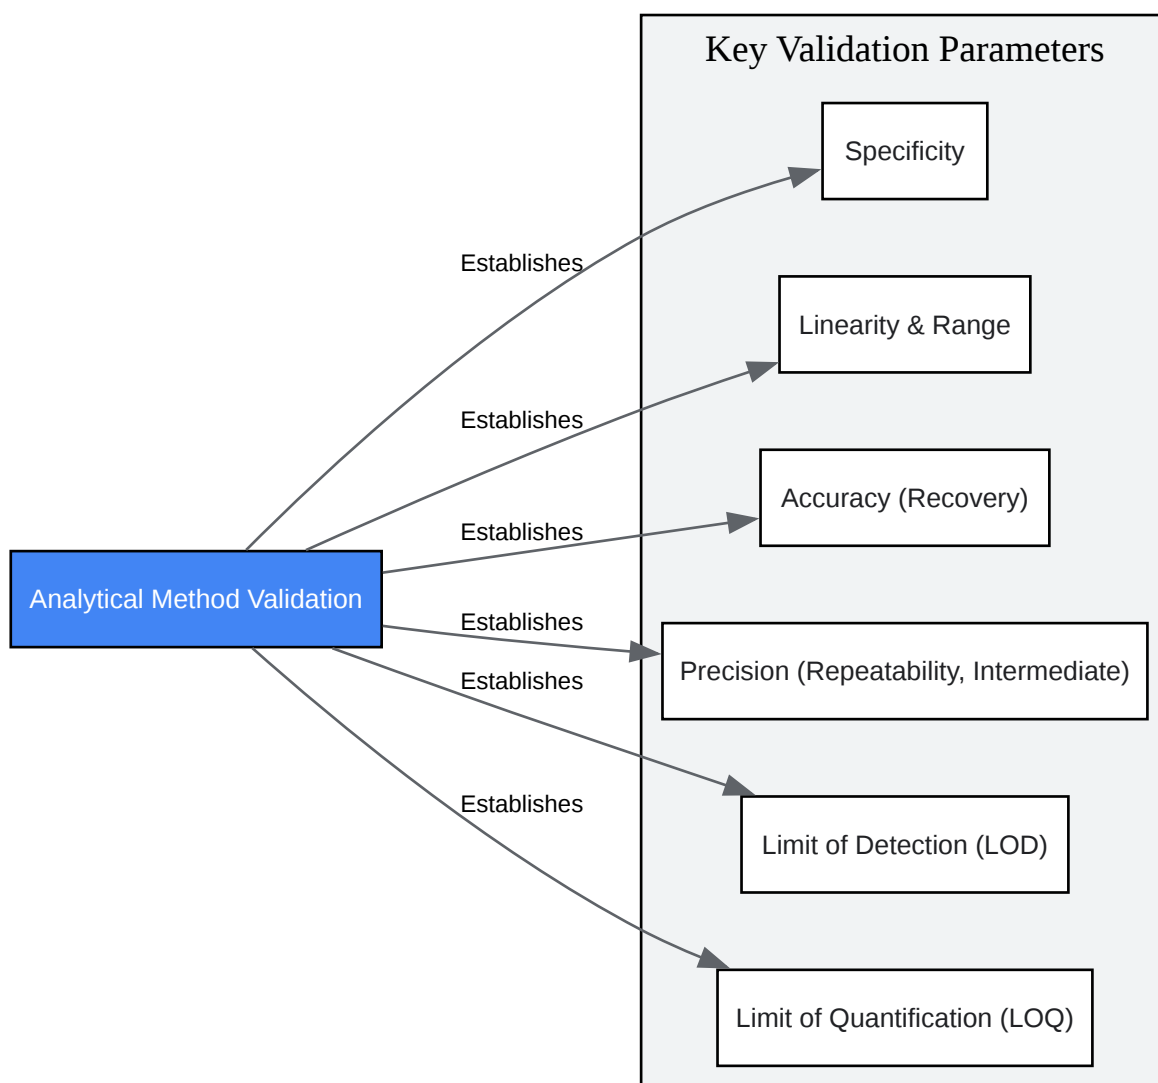 Key Validation Parameters
Specificity
Establishes
Linearity & Range
Establishes
Accuracy (Recovery)
Establishes
Analytical Method Validation
Establishes
Precision (Repeatability, Intermediate)
Establishes
Limit of Detection (LOD)
Establishes
Limit of Quantification (LOQ)